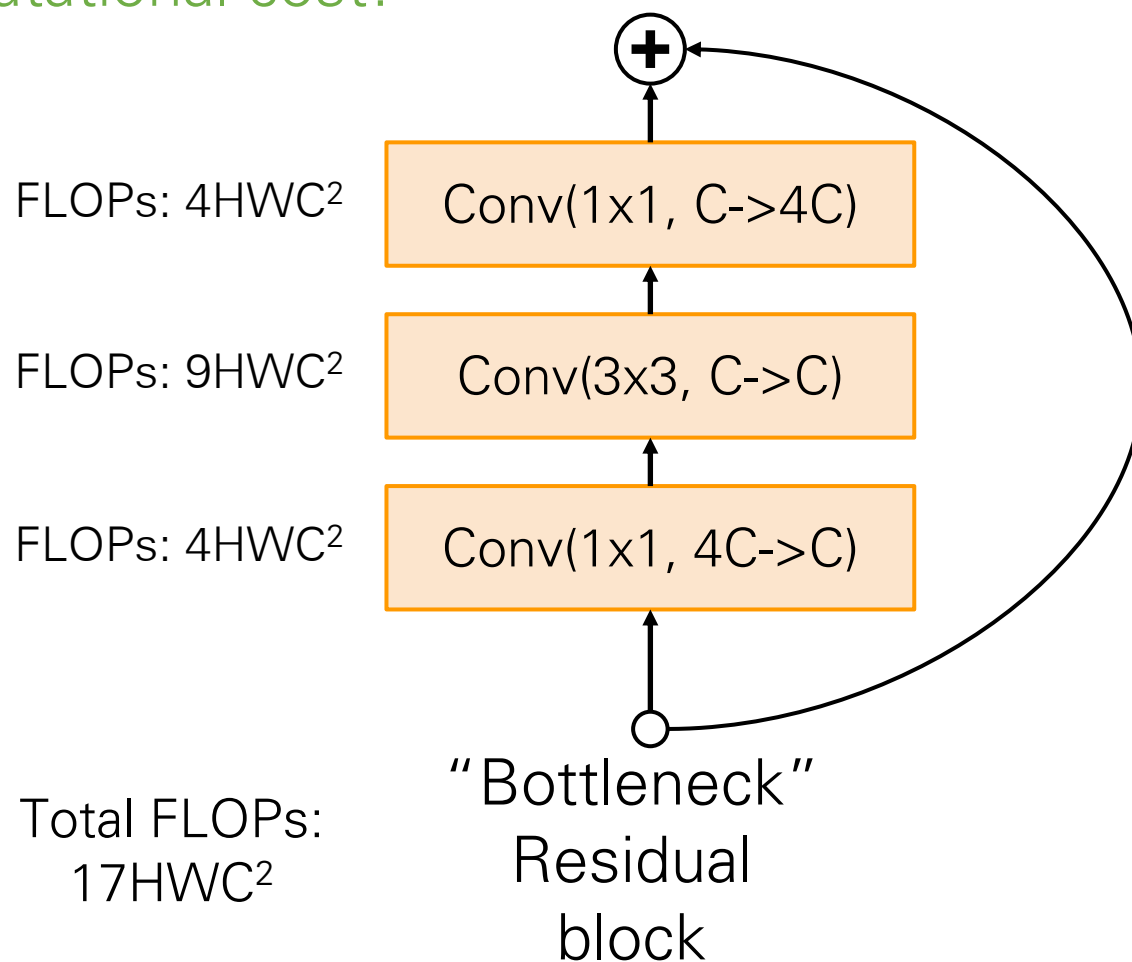 FLOPs: 4HWC²
Conv(1x1, C->4C)
FLOPs: 9HWC²
Conv(3x3, C->C)
FLOPs: 4HWC²
Conv(1x1, 4C->C)
Total FLOPs:
17HWC²
“Bottleneck”
Residual
block